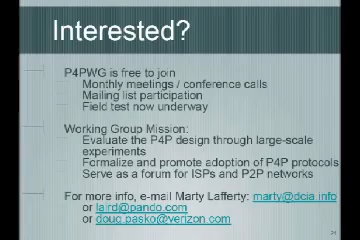 Interested?
P4PWG is free to join
Monthly meetings / conference calls
Mailing list participation
Field test now underway
Working Group Mission:
Evaluate the P4P design through large-scale
experiments
Formalize and promote adoption of P4P protocols
Serve as a forum for ISPs and P2P networks
For more info, e-mail Marty Lafferty: marty@dcia.info
or laird@pando.com
or doug.pasko@verizon.com